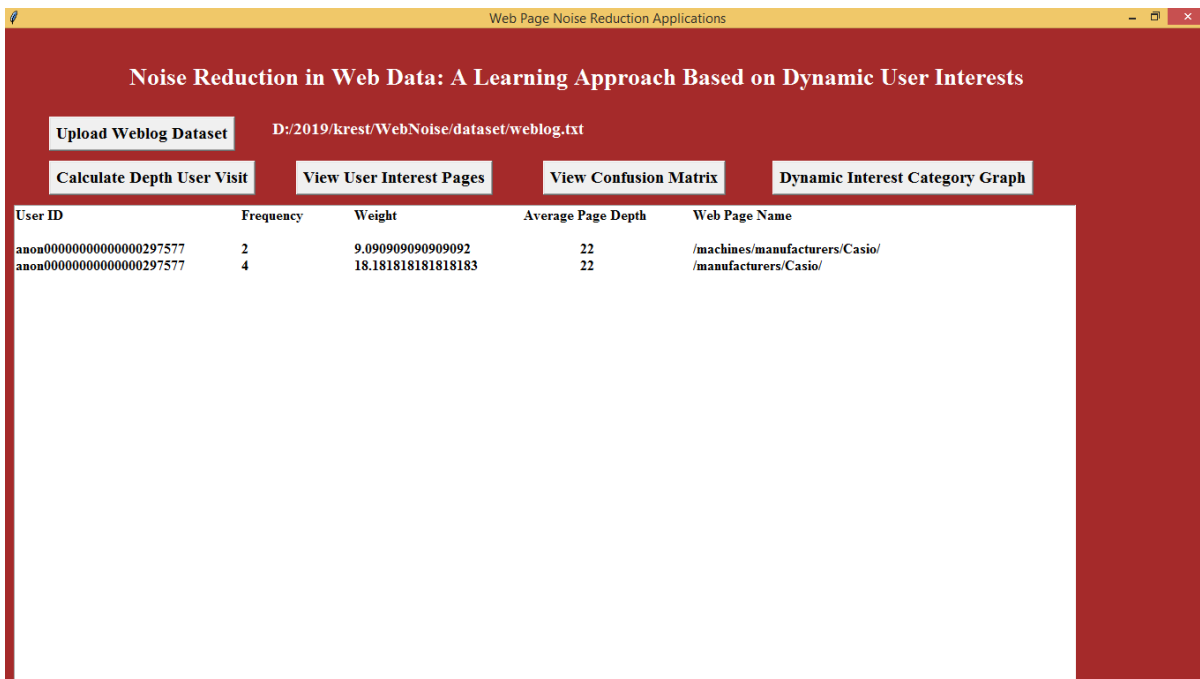 Web Page Noise Reduction Applications
Noise Reduction in Web Data: A Learning Approach Based on Dynamic User Interests
Upload Weblog Dataset D:/2019/krest/WebNoise/dataset/weblog.txt
Calculate Depth User Visit View User Interest Pages View Confusion Matrix Dynamic Interest Category Graph
User ID Frequency Weight Average Page Depth Web Page Name
anon00000000000000297577 2 9.090909090909092 22 /machines/manufacturers/Casio/
anon00000000000000297577 4 18.181818181818183 22 /manufacturers/Casio/